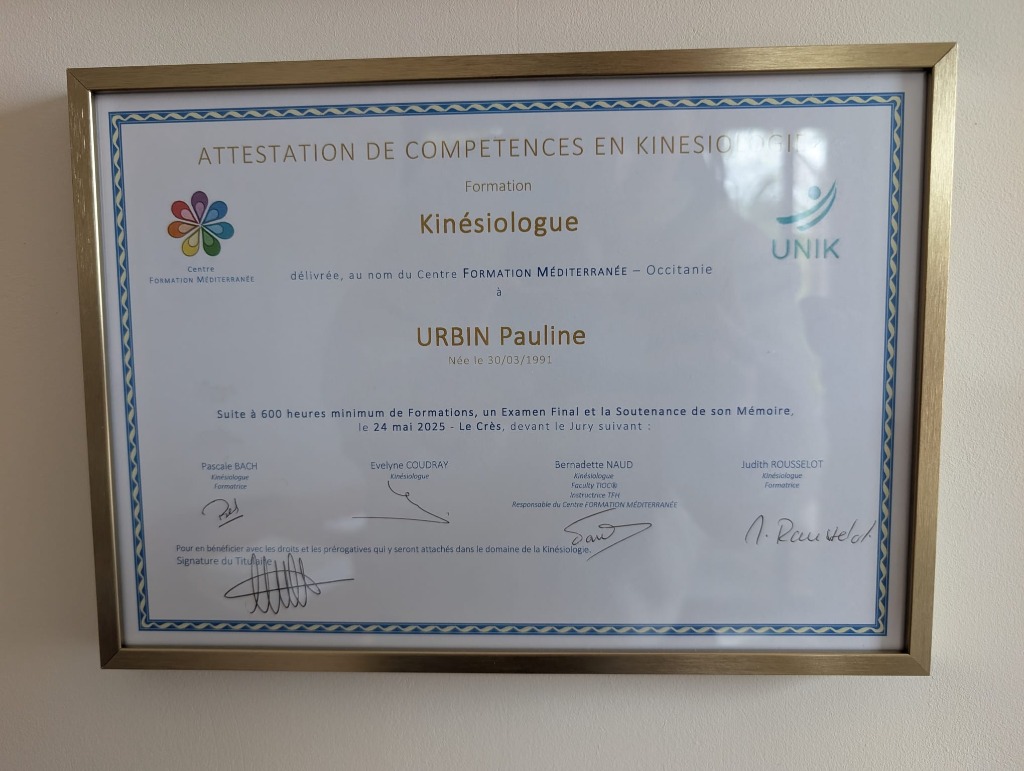 ATTESTATION DE COMPETENCES EN KINESIOLOGIE
Formation
Kinésiologue
Centre
FORMATION MÉDITERRANÉE
UNIK
délivrée, au nom du Centre FORMATION MÉDITERRANÉE – Occitanie
à
URBIN Pauline
Née le 30/03/1991
Suite à 600 heures minimum de Formations, un Examen Final et la Soutenance de son Mémoire,
le 24 mai 2025 - Le Crès, devant le Jury suivant :
Pascale BACH
Kinésiologue
Formatrice
Evelyne COUDRAY
Kinésiologue
Bernadette NAUD
Kinésiologue
Faculty TIOC®
Instructrice TFH
Responsable du Centre FORMATION MÉDITERRANÉE
Judith ROUSSELOT
Kinésiologue
Formatrice
Pour en bénéficier avec les droits et les prérogatives qui y seront attachés dans le domaine de la Kinésiologie.
Signature du Titulaire